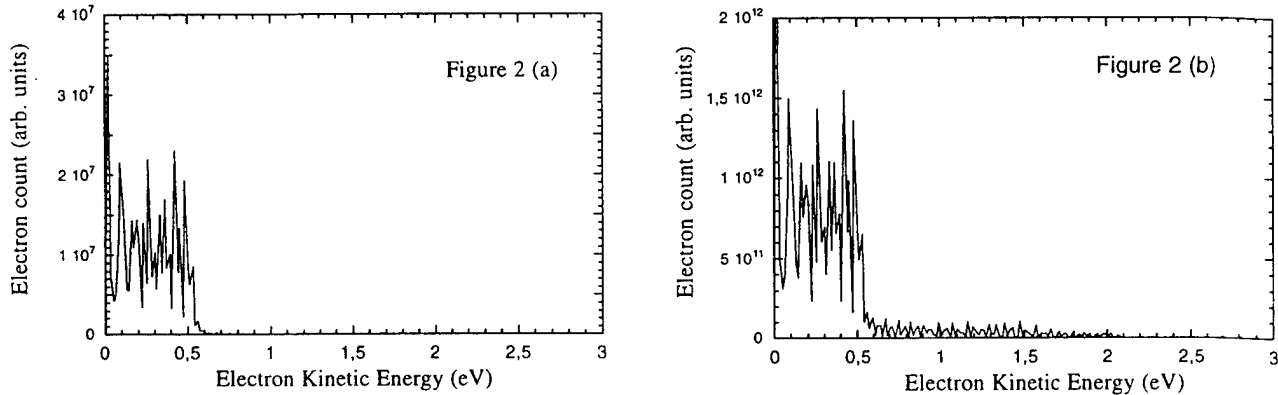 4 10⁷
3 10⁷
2 10⁷
1 10⁷
0
Electron count (arb. units)
Figure 2 (a)
0 0,5 1 1,5 2 2,5 3
Electron Kinetic Energy (eV)
2 10¹²
1,5 10¹²
1 10¹²
5 10¹¹
0
Electron count (arb. units)
Figure 2 (b)
0 0,5 1 1,5 2 2,5 3
Electron Kinetic Energy (eV)